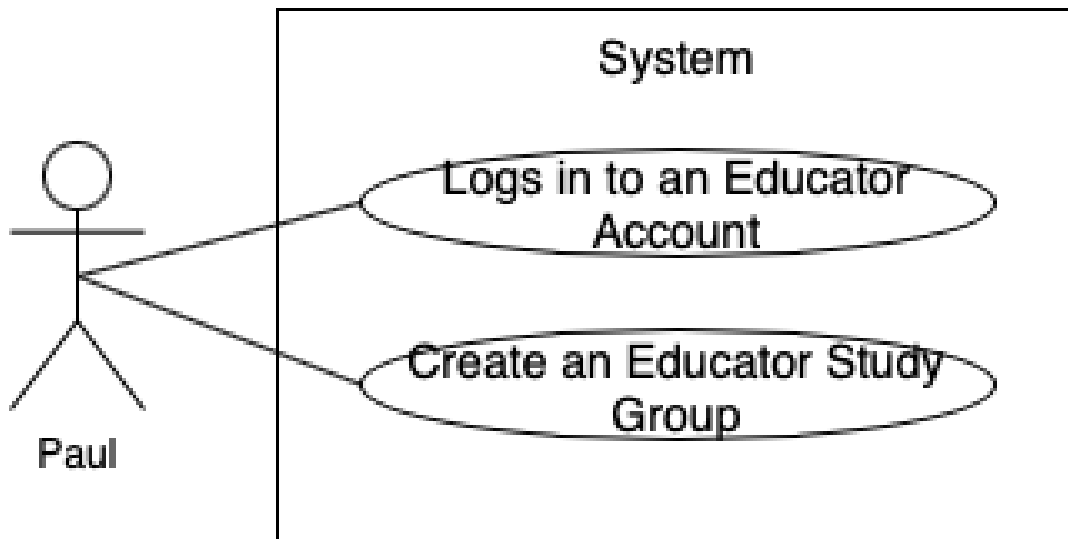 System
Logs in to an Educator
Account
Create an Educator Study
Group
Paul